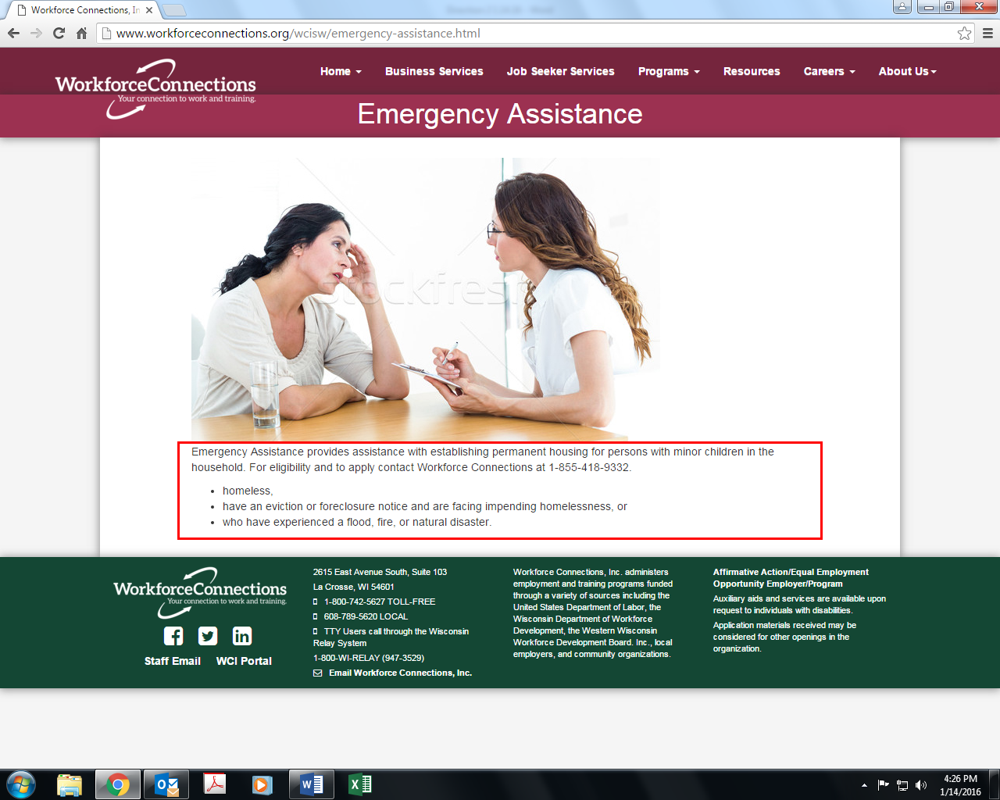 Workforce Connections, In
www.workforceconnections.org/wcisw/emergency-assistance.html
WorkforceConnections
Your connection to work and training.
Home
Business Services
Job Seeker Services
Programs
Resources
Careers
About Us
Emergency Assistance
stockfresh
Emergency Assistance provides assistance with establishing permanent housing for persons with minor children in the
household. For eligibility and to apply contact Workforce Connections at 1-855-418-9332.
• homeless,
• have an eviction or foreclosure notice and are facing impending homelessness, or
• who have experienced a flood, fire, or natural disaster.
WorkforceConnections
Your connection to work and training.
Staff Email
WCI Portal
2615 East Avenue South, Suite 103
La Crosse, WI 54601
1-800-742-5627 TOLL-FREE
608-789-5620 LOCAL
TTY Users call through the Wisconsin
Relay System
1-800-WI-RELAY (947-3529)
Email Workforce Connections, Inc.
Workforce Connections, Inc. administers
employment and training programs funded
through a variety of sources including the
United States Department of Labor, the
Wisconsin Department of Workforce
Development, the Western Wisconsin
Workforce Development Board. Inc., local
employers, and community organizations.
Affirmative Action/Equal Employment
Opportunity Employer/Program
Auxiliary aids and services are available upon
request to individuals with disabilities.
Application materials received may be
considered for other openings in the
organization.
4:26 PM
1/14/2016